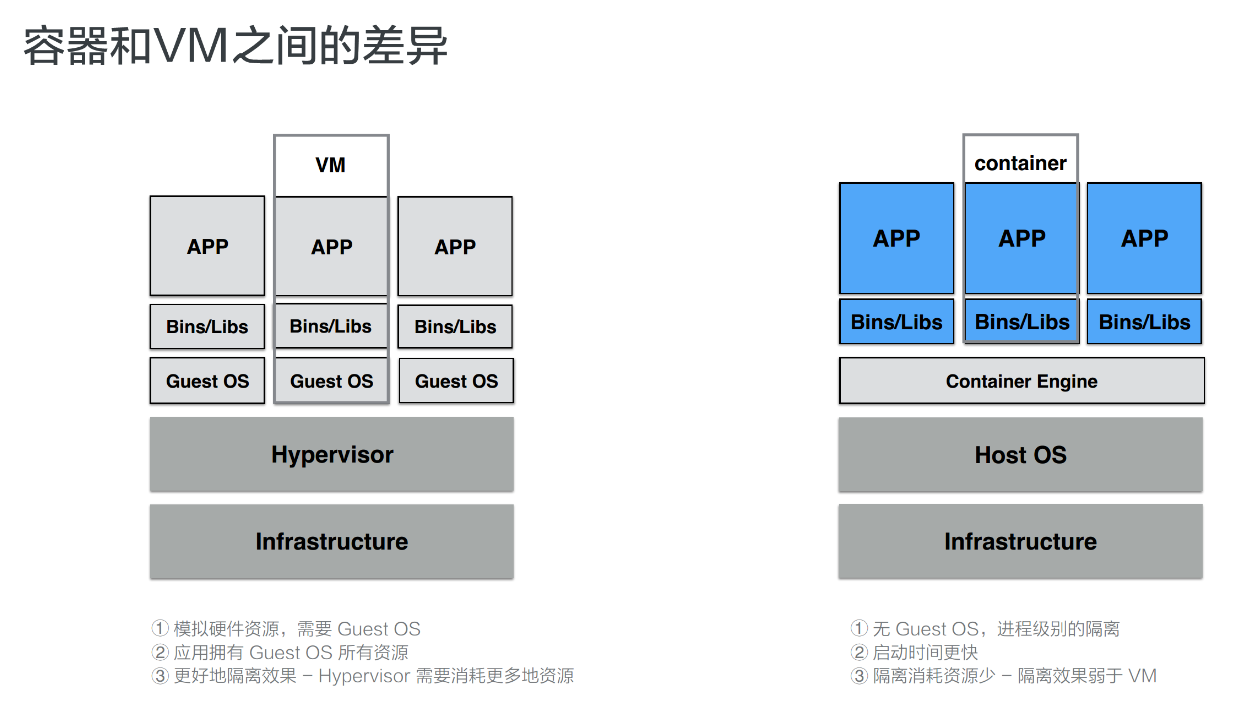 容器和VM之间的差异
VM
APP
APP
APP
Bins/Libs
Bins/Libs
Bins/Libs
Guest OS
Guest OS
Guest OS
Hypervisor
Infrastructure
① 模拟硬件资源，需要 Guest OS
② 应用拥有 Guest OS 所有资源
③ 更好地隔离效果 – Hypervisor 需要消耗更多地资源
container
APP
APP
APP
Bins/Libs
Bins/Libs
Bins/Libs
Container Engine
Host OS
Infrastructure
① 无 Guest OS，进程级别的隔离
② 启动时间更快
③ 隔离消耗资源少 – 隔离效果弱于 VM